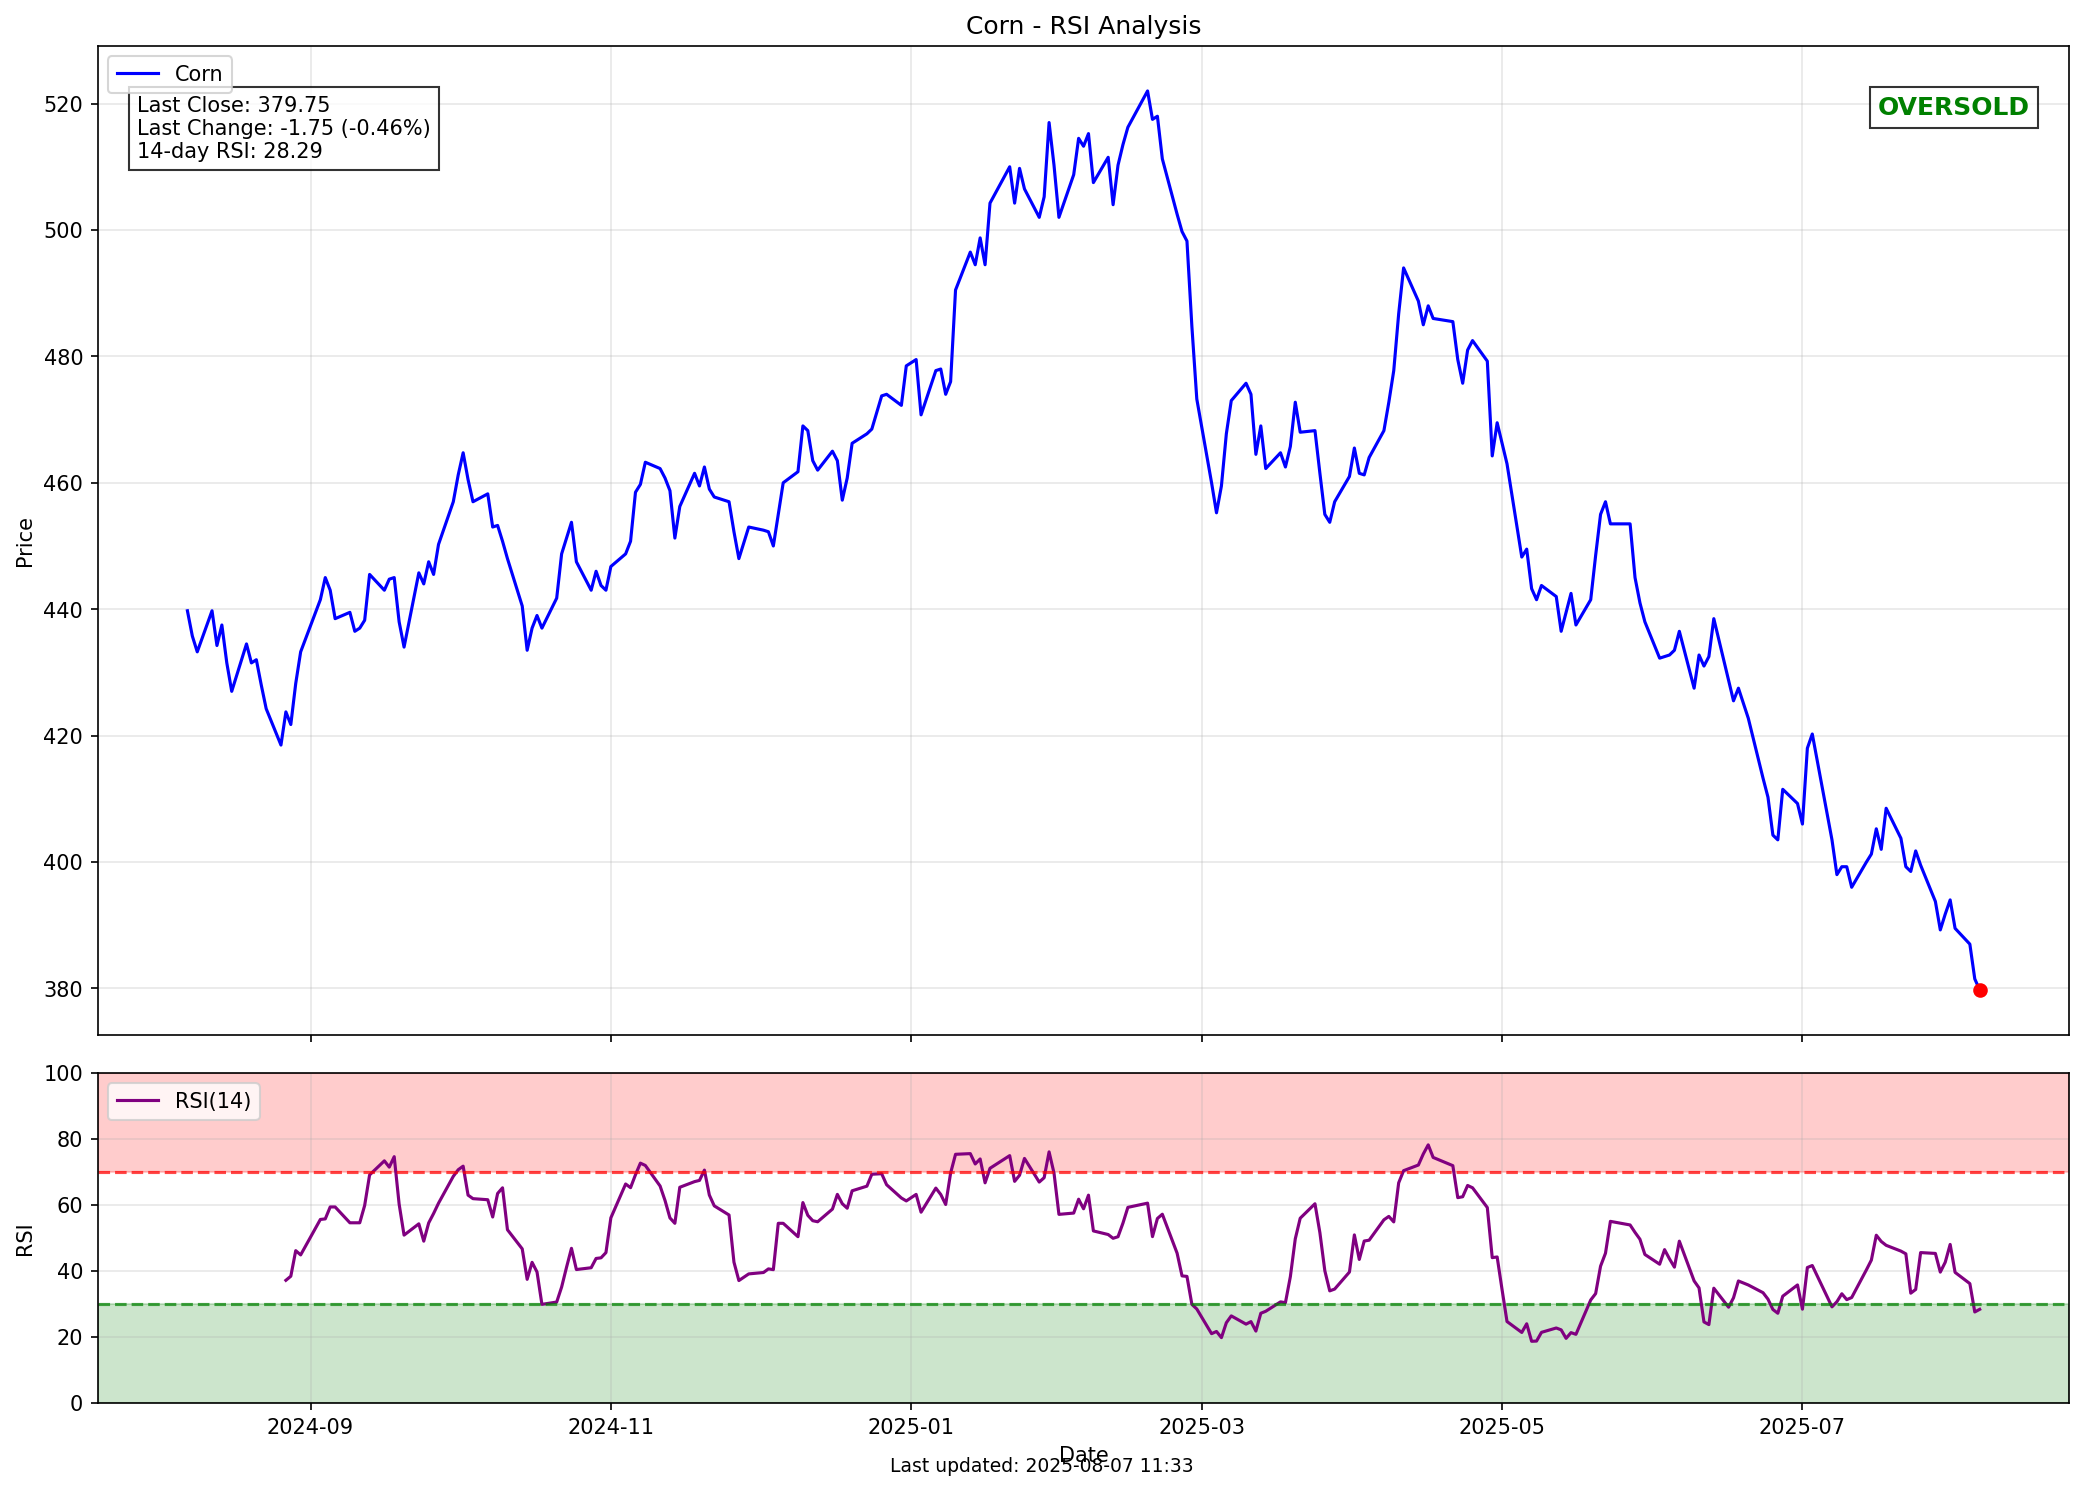 Corn - RSI Analysis
Corn
Last Close: 379.75
Last Change: -1.75 (-0.46%)
14-day RSI: 28.29
OVERSOLD
Price
520
500
480
460
440
420
400
380
RSI(14)
RSI
100
80
60
40
20
0
2024-09
2024-11
2025-01
2025-03
2025-05
2025-07
Date
Last updated: 2025-08-07 11:33